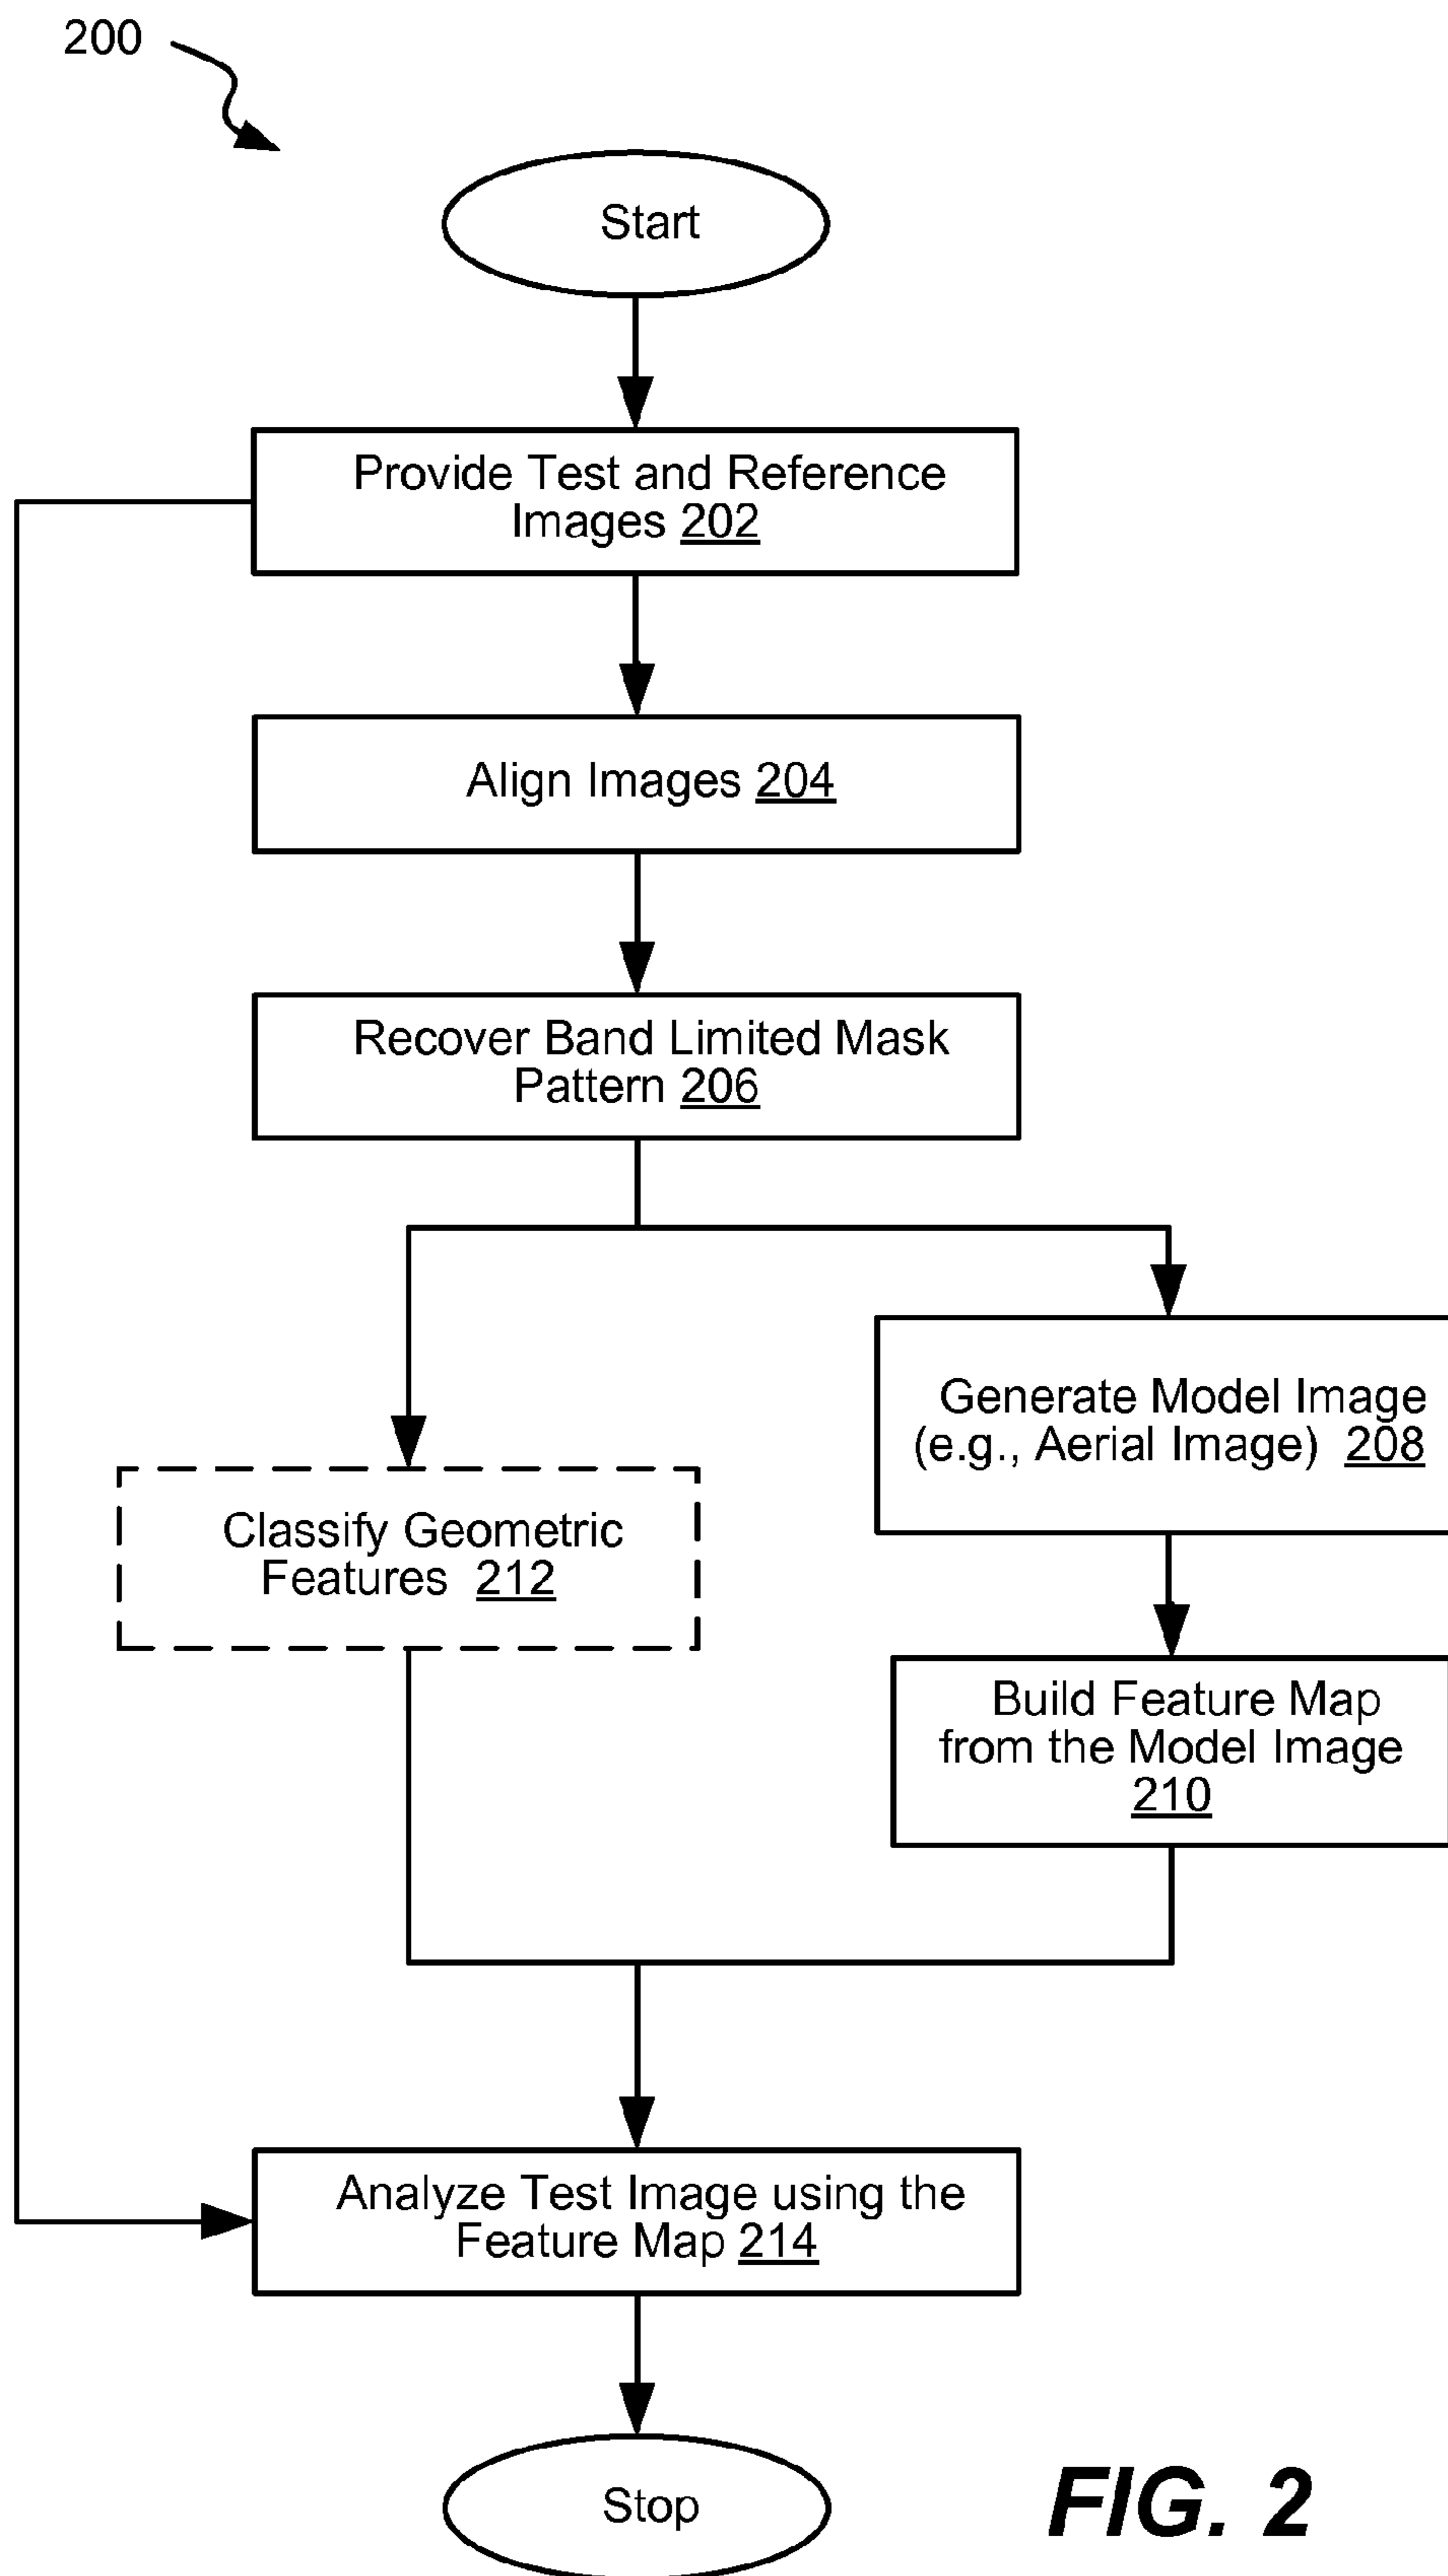 200
Start
Provide Test and Reference
Images 202
Align Images 204
Recover Band Limited Mask
Pattern 206
Generate Model Image
(e.g., Aerial Image) 208
Classify Geometric
Features 212
Build Feature Map
from the Model Image
210
Analyze Test Image using the
Feature Map 214
Stop
FIG. 2